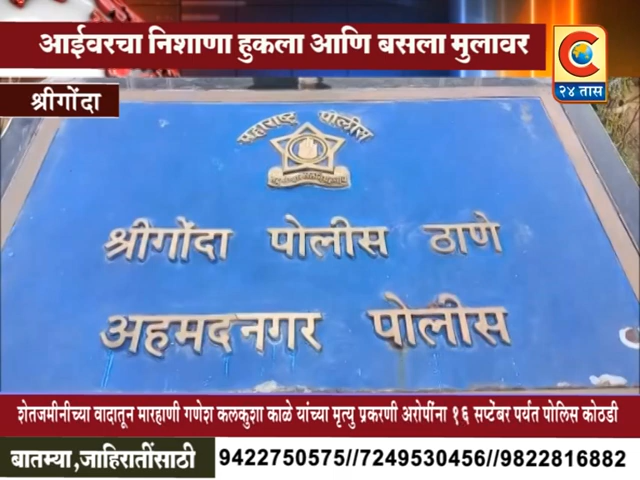 आईवरचा निशाणा हुकला आणि बसला मुलावर
C
२४ तास
श्रीगोंदा
महाराष्ट्र पोलीस
श्रीगोंदा पोलीस ठाणे
अहमदनगर पोलीस
शेतजमीनीच्या वादातून मारहाणी गणेश कलकुशा काळे यांच्या मृत्यु प्रकरणी अरोपींना १६ सप्टेंबर पर्यंत पोलिस कोठडी
बातम्या,जाहिरातींसाठी
9422750575//7249530456//9822816882